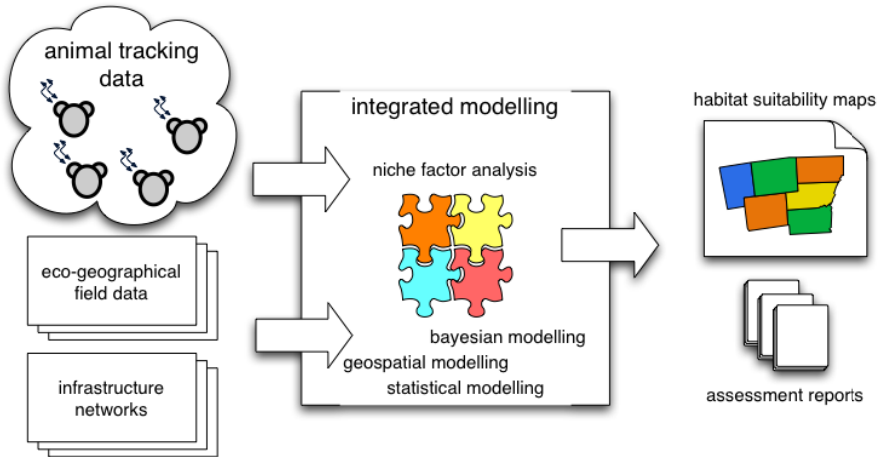 animal tracking
data
eco-geographical
field data
infrastructure
networks
integrated modelling
niche factor analysis
bayesian modelling
geospatial modelling
statistical modelling
habitat suitability maps
assessment reports